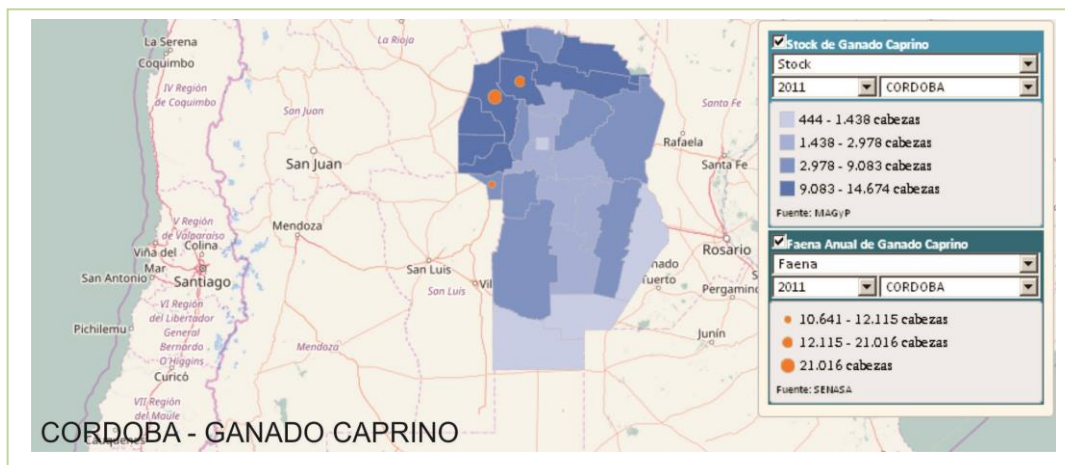 La Serena
Coquimbo
IV Región
de Coquimbo
La Rioja
San Juan
San Juan
Santa Fe
Rafaela
Santa Fe
V Región
de Valparaíso
Viña del
Mar
Colina
San Antonio
Santiago
Mendoza
San Luis
San Luis
Vil
Rosario
nado
Tuerto
Pergamino
Junín
Pichilemu
VI Región
del Libertador
General
Bernardo
O'Higgins
Curicó
Mendoza
VII Región
del Maule
Cauquenes
CORDOBA - GANADO CAPRINO
Stock de Ganado Caprino
Stock
2011 CORDOBA
444 - 1.438 cabezas
1.438 - 2.978 cabezas
2.978 - 9.083 cabezas
9.083 - 14.674 cabezas
Fuente: MAGyP
Faena Anual de Ganado Caprino
Faena
2011 CORDOBA
10.641 - 12.115 cabezas
12.115 - 21.016 cabezas
21.016 cabezas
Fuente: SENASA